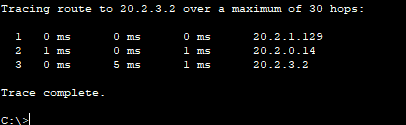 Tracing route to 20.2.3.2 over a maximum of 30 hops:
1 0 ms 0 ms 0 ms 20.2.1.129
2 1 ms 0 ms 1 ms 20.2.0.14
3 0 ms 5 ms 1 ms 20.2.3.2
Trace complete.
C:\>